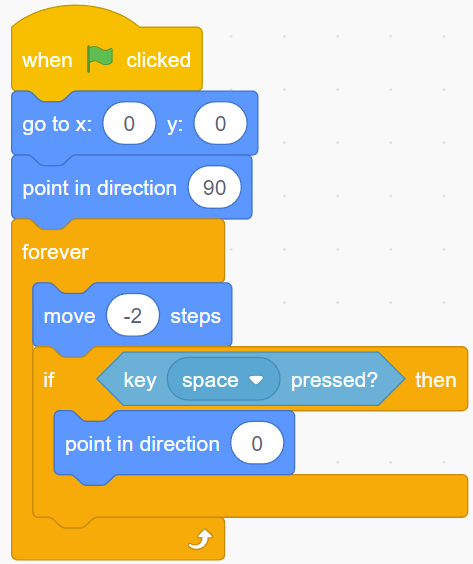 when clicked
go to x: 0 y: 0
point in direction 90
forever
move -2 steps
if key space pressed? then
point in direction 0